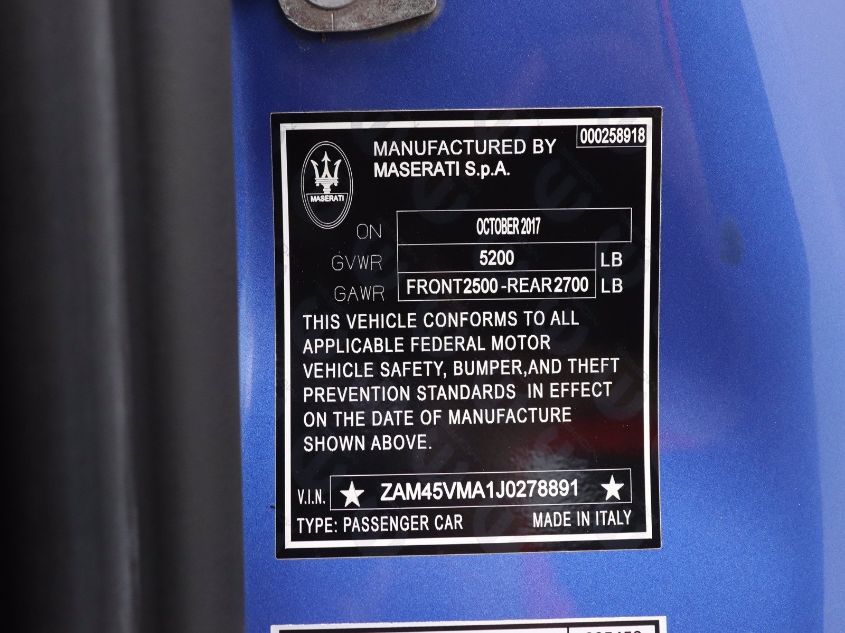 MANUFACTURED BY 000258918
MASERATI S.p.A.
MASERATI
ON OCTOBER 2017
GVWR 5200 LB
GAWR FRONT2500-REAR2700 LB
THIS VEHICLE CONFORMS TO ALL
APPLICABLE FEDERAL MOTOR
VEHICLE SAFETY, BUMPER,AND THEFT
PREVENTION STANDARDS IN EFFECT
ON THE DATE OF MANUFACTURE
SHOWN ABOVE.
V.I.N. ★ ZAM45VMA1J0278891 ★
TYPE: PASSENGER CAR MADE IN ITALY